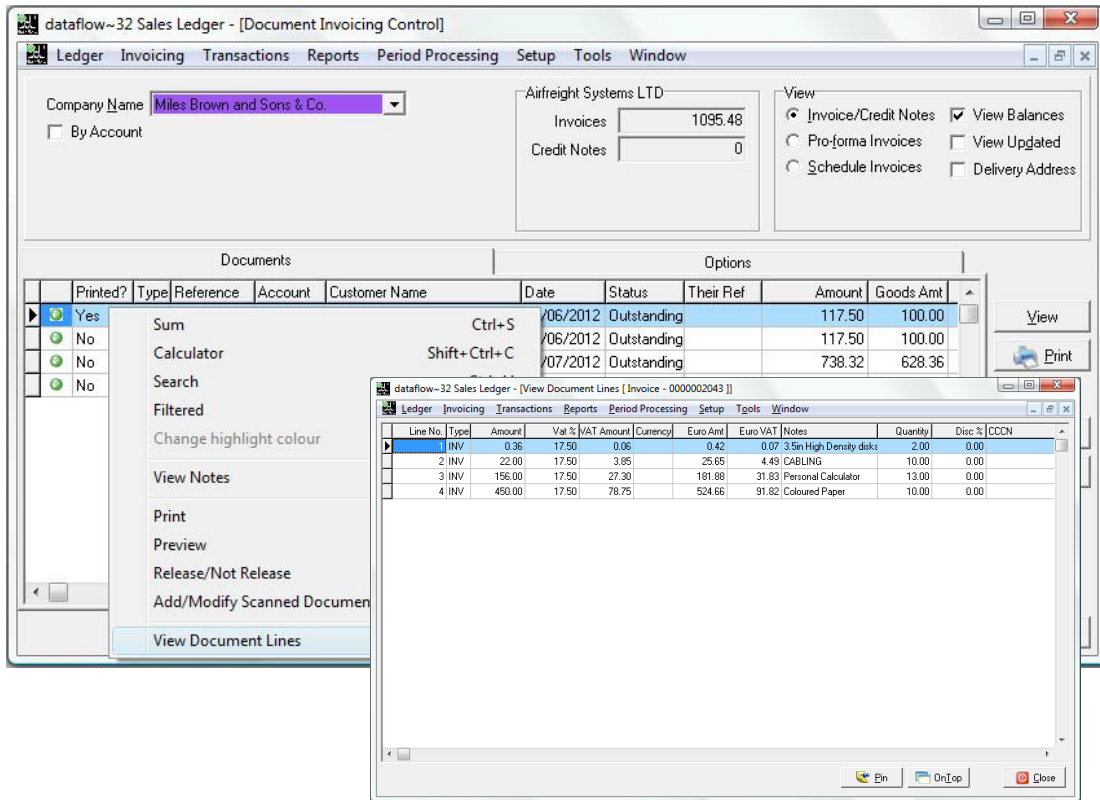 dataflow~32 Sales Ledger - [Document Invoicing Control]
Ledger Invoicing Transactions Reports Period Processing Setup Tools Window
Company Name Miles Brown and Sons & Co.
By Account
Airfreight Systems LTD
Invoices 1095.48
Credit Notes 0
View
Invoice/Credit Notes View Balances
Pro-forma Invoices View Updated
Schedule Invoices Delivery Address
Documents Options
Printed? Type Reference Account Customer Name Date Status Their Ref Amount Goods Amt
Yes /06/2012 Outstanding 117.50 100.00
No /06/2012 Outstanding 117.50 100.00
No /07/2012 Outstanding 738.32 628.36
No
View
Print
Sum Ctrl+S
Calculator Shift+Ctrl+C
Search
Filtered
Change highlight colour
View Notes
Print
Preview
Release/Not Release
Add/Modify Scanned Documen
View Document Lines
dataflow~32 Sales Ledger - [View Document Lines [ Invoice - 0000002043 ]]
Ledger Invoicing Transactions Reports Period Processing Setup Tools Window
Line No. Type Amount Vat % VAT Amount Currency Euro Amt Euro VAT Notes Quantity Disc % CCCN
1 INV 0.36 17.50 0.06 0.42 0.07 3.5in High Density disks 2.00 0.00
2 INV 22.00 17.50 3.85 25.65 4.49 CABLING 10.00 0.00
3 INV 156.00 17.50 27.30 181.88 31.83 Personal Calculator 13.00 0.00
4 INV 450.00 17.50 78.75 524.66 91.82 Coloured Paper 10.00 0.00
Pin OnTop Close